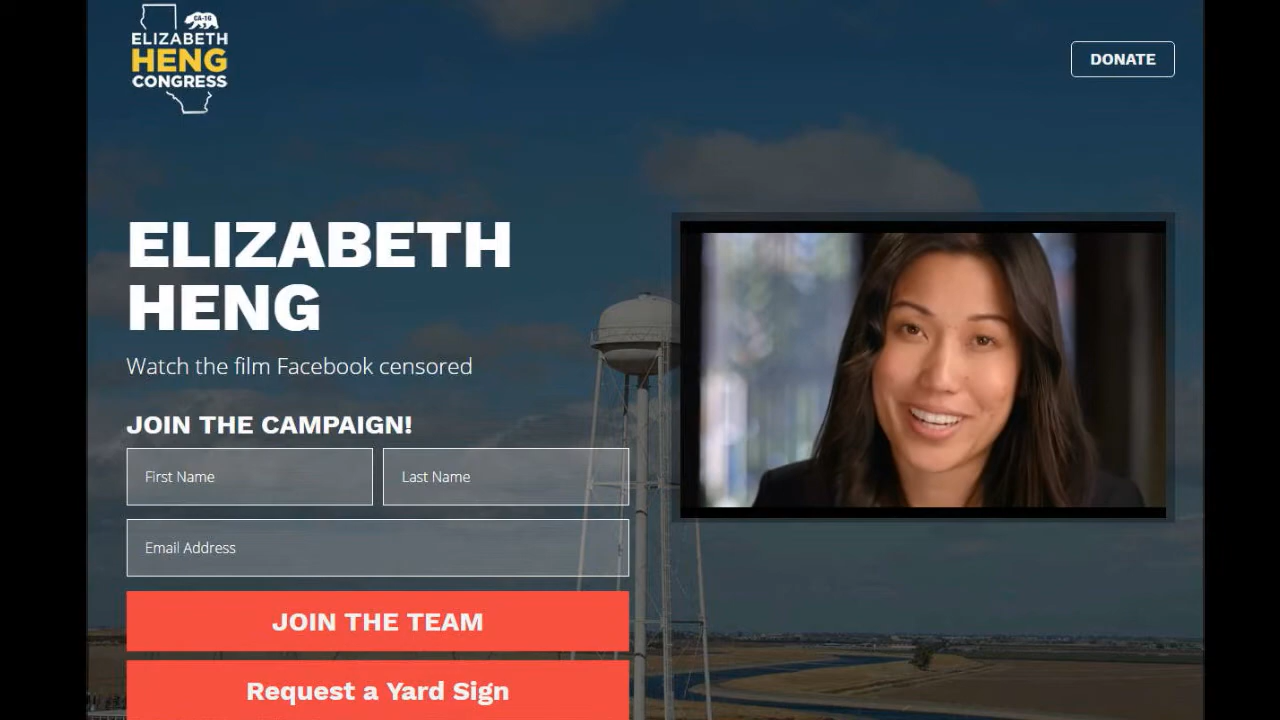 CA-16
ELIZABETH
HENG
CONGRESS
DONATE
ELIZABETH
HENG
Watch the film Facebook censored
JOIN THE CAMPAIGN!
First Name
Last Name
Email Address
JOIN THE TEAM
Request a Yard Sign